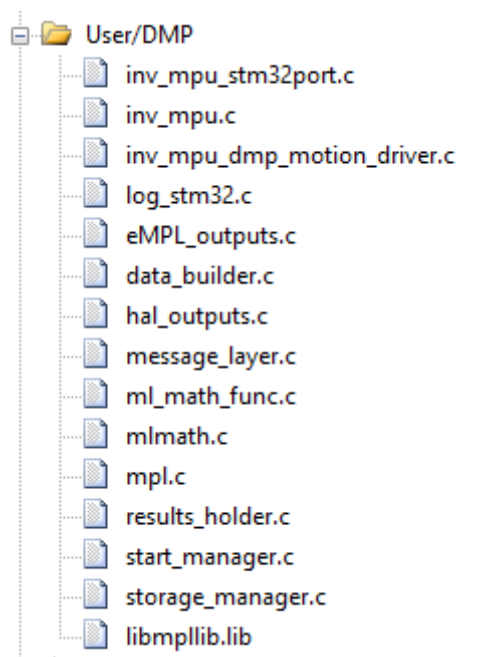 User/DMP
inv_mpu_stm32port.c
inv_mpu.c
inv_mpu_dmp_motion_driver.c
log_stm32.c
eMPL_outputs.c
data_builder.c
hal_outputs.c
message_layer.c
ml_math_func.c
mlmath.c
mpl.c
results_holder.c
start_manager.c
storage_manager.c
libmpllib.lib